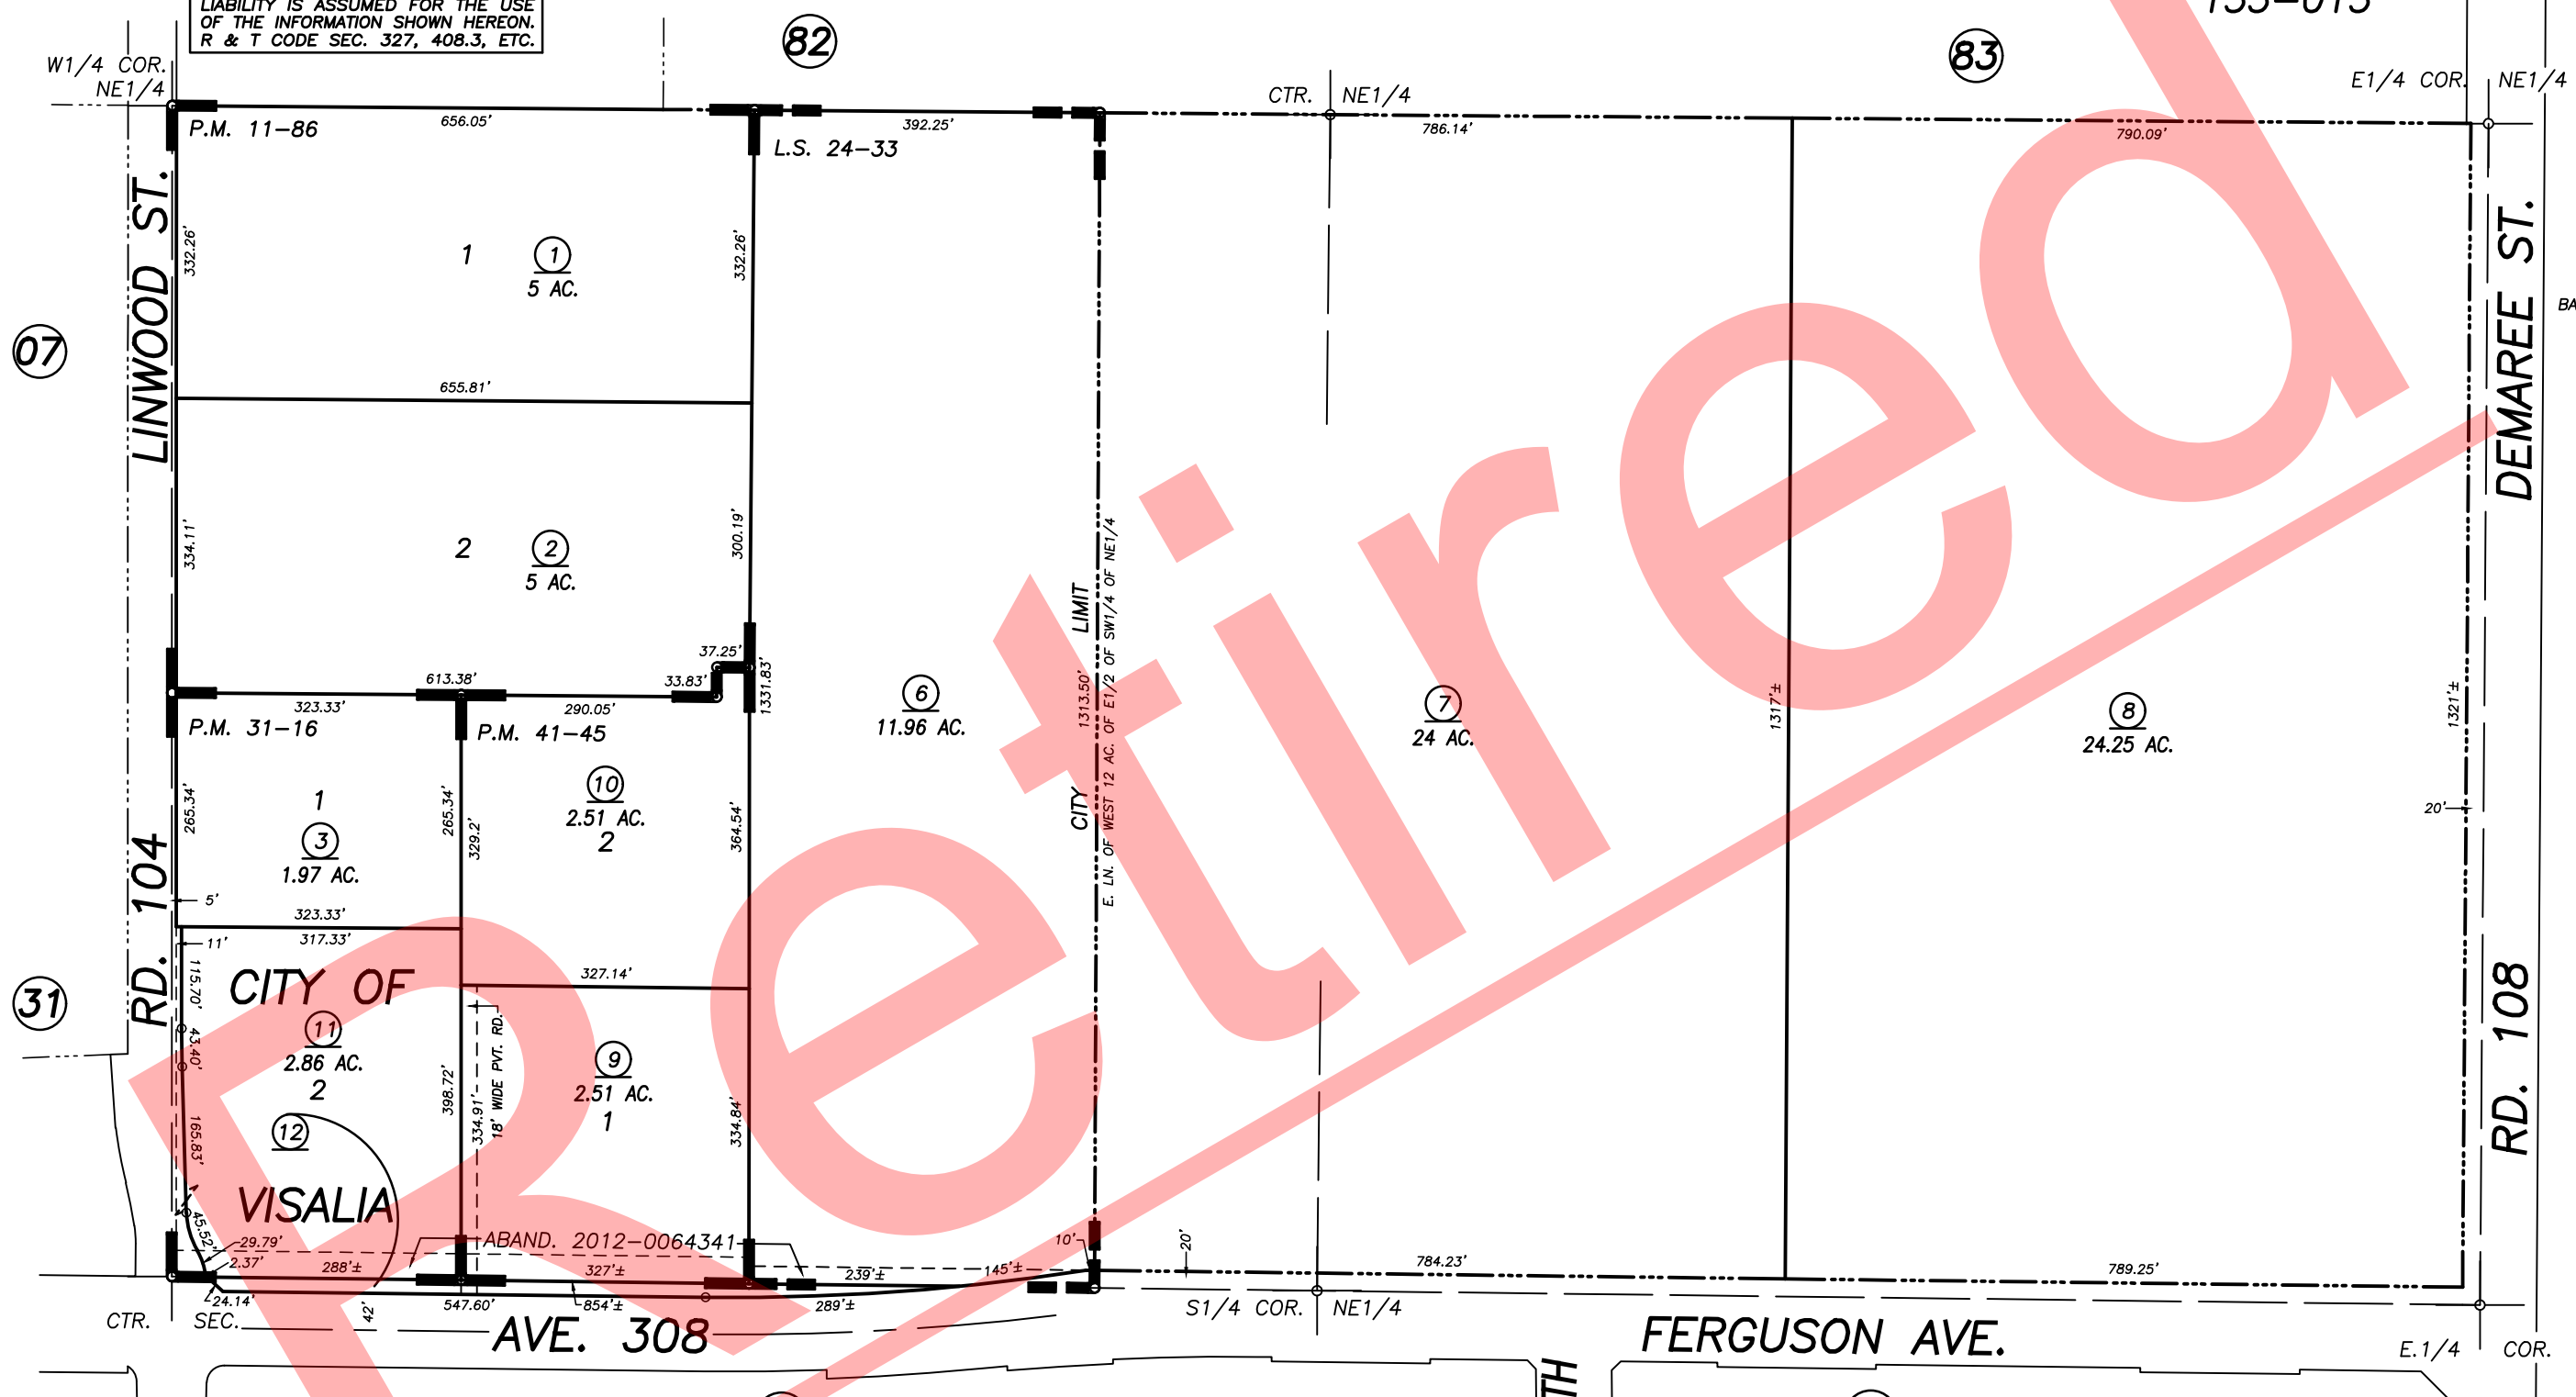 LIABILITY IS ASSUMED FOR THE USE
OF THE INFORMATION SHOWN HEREON.
R & T CODE SEC. 327, 408.3, ETC.
82
83
W1/4 COR.
NE1/4
CTR. NE1/4
E1/4 COR. NE1/4
P.M. 11-86
656.05'
L.S. 24-33
392.25'
786.14'
790.09'
LINWOOD ST.
332.26'
1
1
5 AC.
332.26'
DEMAREE ST.
07
655.81'
334.11'
2
2
5 AC.
300.19'
CITY LIMIT
1313.50'
E. LN. OF WEST 12 AC. OF E1/2 OF SW1/4 OF NE1/4
37.25'
613.38'
33.83'
1331.83'
323.33'
290.05'
P.M. 31-16
P.M. 41-45
6
11.96 AC.
7
24 AC.
1317'±
8
24.25 AC.
1321'±
20'
RD. 104
265.34'
1
3
1.97 AC.
265.34'
329.2'
10
2.51 AC.
2
364.54'
5'
323.33'
11'
317.33'
327.14'
31
115.70'
43.40'
165.83'
CITY OF
11
2.86 AC.
2
12
VISALIA
398.72'
334.91'
18' WIDE PVT. RD.
9
2.51 AC.
1
334.84'
RD. 108
45.52'
29.79'
2.37'
288'±
ABAND. 2012-0064341
327'±
239'±
145'±
10'
20'
784.23'
789.25'
24.14'
42'
547.60'
854'±
289'±
S1/4 COR. NE1/4
CTR. SEC.
AVE. 308
FERGUSON AVE.
E.1/4 COR.
TH
Retired